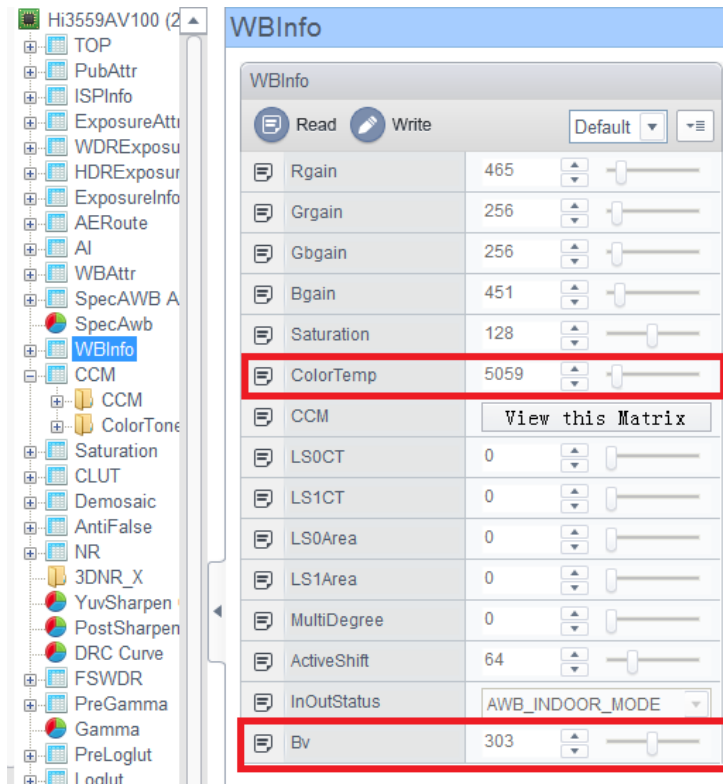 Hi3559AV100 (2
TOP
PubAttr
ISPInfo
ExposureAttr
WDRExposu
HDRExposur
ExposureInfo
AERoute
AI
WBAttr
SpecAWB A
SpecAwb
WBInfo
CCM
CCM
ColorTone
Saturation
CLUT
Demosaic
AntiFalse
NR
3DNR_X
YuvSharpen
PostSharpen
DRC Curve
FSWDR
PreGamma
Gamma
PreLoglut
Loglut
WBInfo
WBInfo
Read Write Default
Rgain 465
Grgain 256
Gbgain 256
Bgain 451
Saturation 128
ColorTemp 5059
CCM View this Matrix
LS0CT 0
LS1CT 0
LS0Area 0
LS1Area 0
MultiDegree 0
ActiveShift 64
InOutStatus AWB_INDOOR_MODE
Bv 303